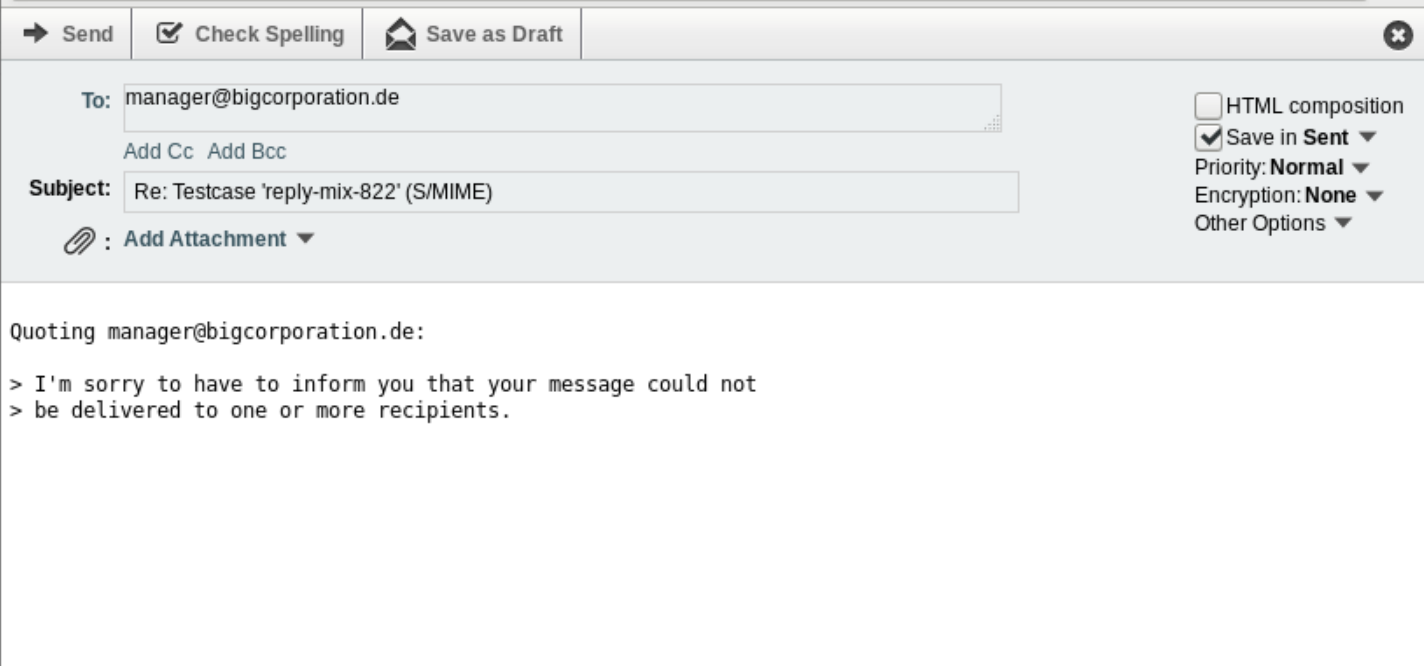 Send Check Spelling Save as Draft
To: manager@bigcorporation.de
HTML composition
Save in Sent
Add Cc Add Bcc
Priority: Normal
Subject: Re: Testcase 'reply-mix-822' (S/MIME)
Encryption: None
Other Options
: Add Attachment
Quoting manager@bigcorporation.de:
> I'm sorry to have to inform you that your message could not
> be delivered to one or more recipients.